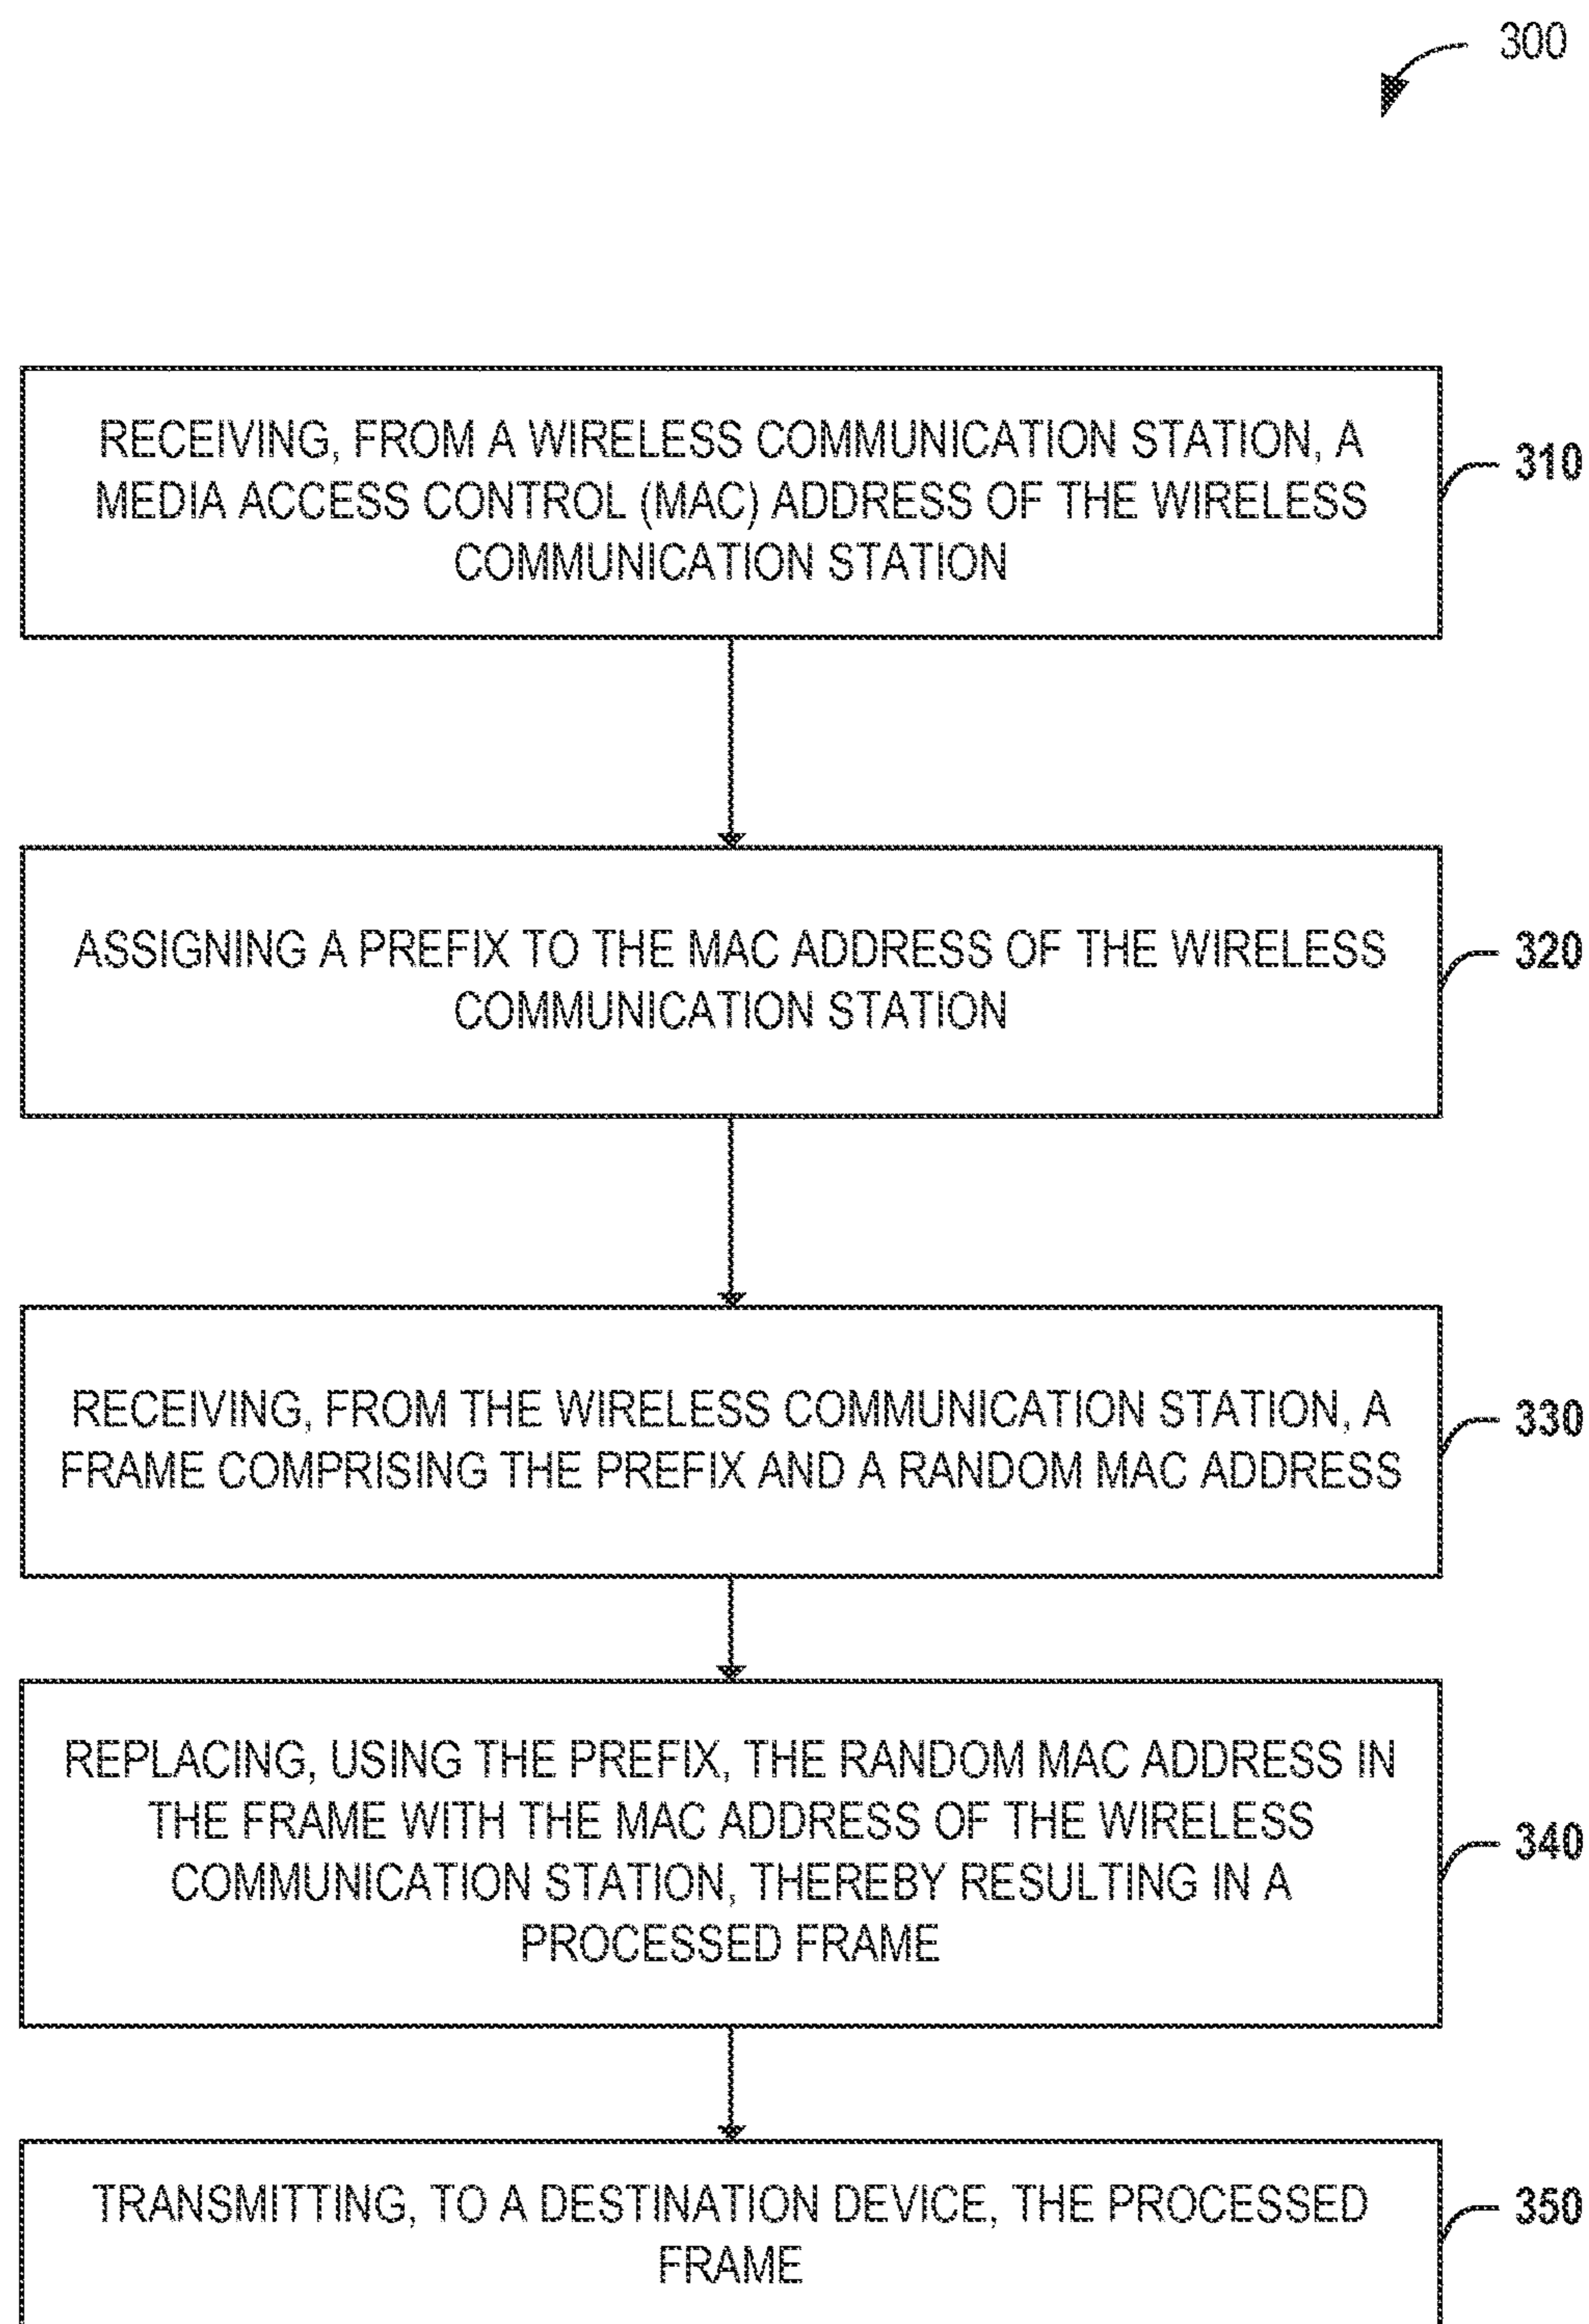 300
RECEIVING, FROM A WIRELESS COMMUNICATION STATION, A
MEDIA ACCESS CONTROL (MAC) ADDRESS OF THE WIRELESS
COMMUNICATION STATION
310
ASSIGNING A PREFIX TO THE MAC ADDRESS OF THE WIRELESS
COMMUNICATION STATION
320
RECEIVING, FROM THE WIRELESS COMMUNICATION STATION, A
FRAME COMPRISING THE PREFIX AND A RANDOM MAC ADDRESS
330
REPLACING, USING THE PREFIX, THE RANDOM MAC ADDRESS IN
THE FRAME WITH THE MAC ADDRESS OF THE WIRELESS
COMMUNICATION STATION, THEREBY RESULTING IN A
PROCESSED FRAME
340
TRANSMITTING, TO A DESTINATION DEVICE, THE PROCESSED
FRAME
350